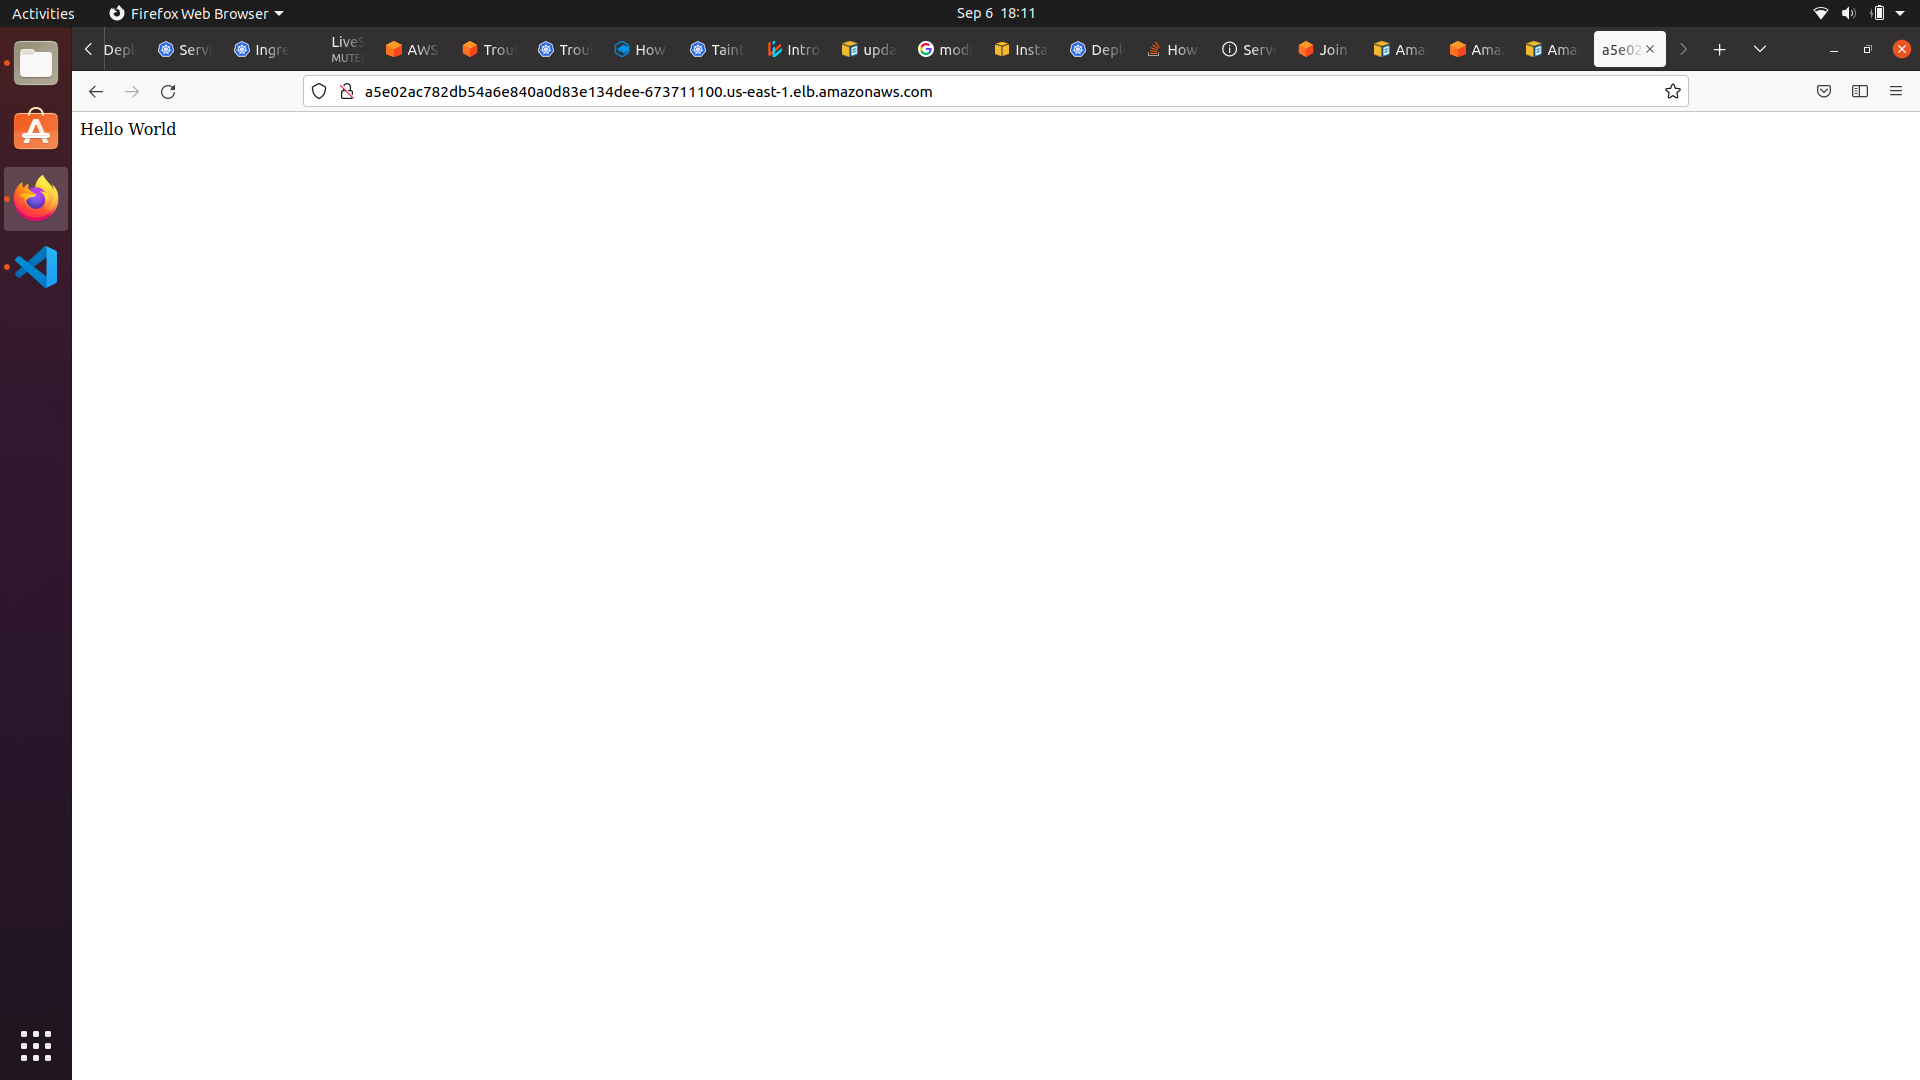 Activities
Firefox Web Browser
Sep 6 18:11
Depl
Servi
Ingre
LiveS
MUTE
AWS
Trou
Trou
How
Taint
Intro
upda
modi
Insta
Depl
How
Serve
Join
Ama
Ama
Ama
a5e02
a5e02ac782db54a6e840a0d83e134dee-673711100.us-east-1.elb.amazonaws.com
Hello World